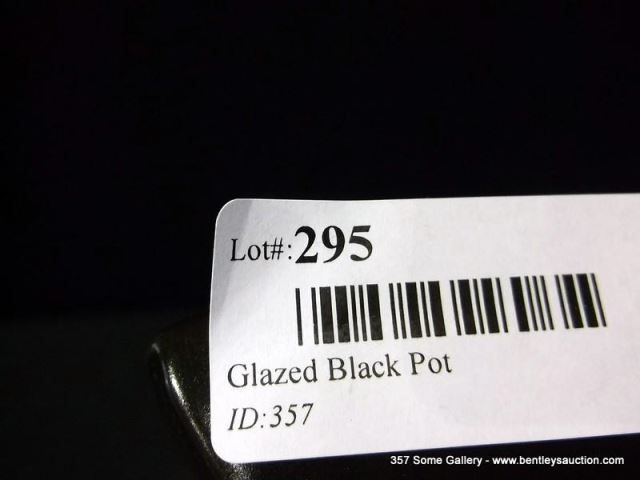 Lot#:295
Glazed Black Pot
ID:357
357 Some Gallery - www.bentleysauction.com